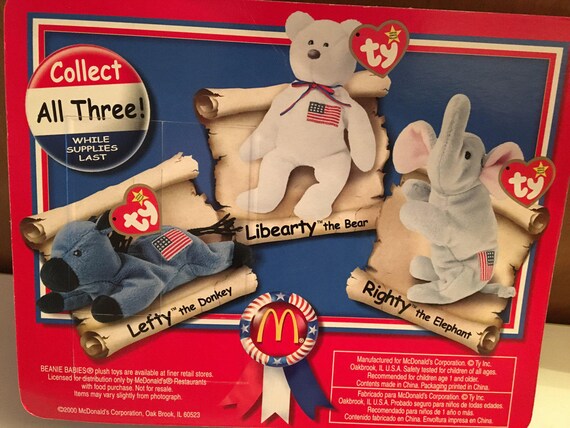 Collect
All Three!
WHILE
SUPPLIES
LAST
ty
ty
ty
Libearty™ the Bear
Lefty™ the Donkey
Righty™ the Elephant
M
BEANIE BABIES® plush toys are available at finer retail stores.
Licensed for distribution only by McDonald's® Restaurants
with food purchase. Not for resale.
Items may vary slightly from photograph.
©2000 McDonald's Corporation, Oak Brook, IL 60523
Manufactured for McDonald's Corporation. © Ty Inc.
Oakbrook, IL U.S.A. Safety tested for children of all ages.
Recommended for children age 1 and older.
Contents made in China. Packaging printed in China.
Fabricado para McDonald's Corporation. © Ty Inc.
Oakbrook, IL U.S.A. Probado seguro para niños de todas edades.
Recomendado para niños de 1 año o más.
Contenido fabricado en China. Envoltura impresa en China.